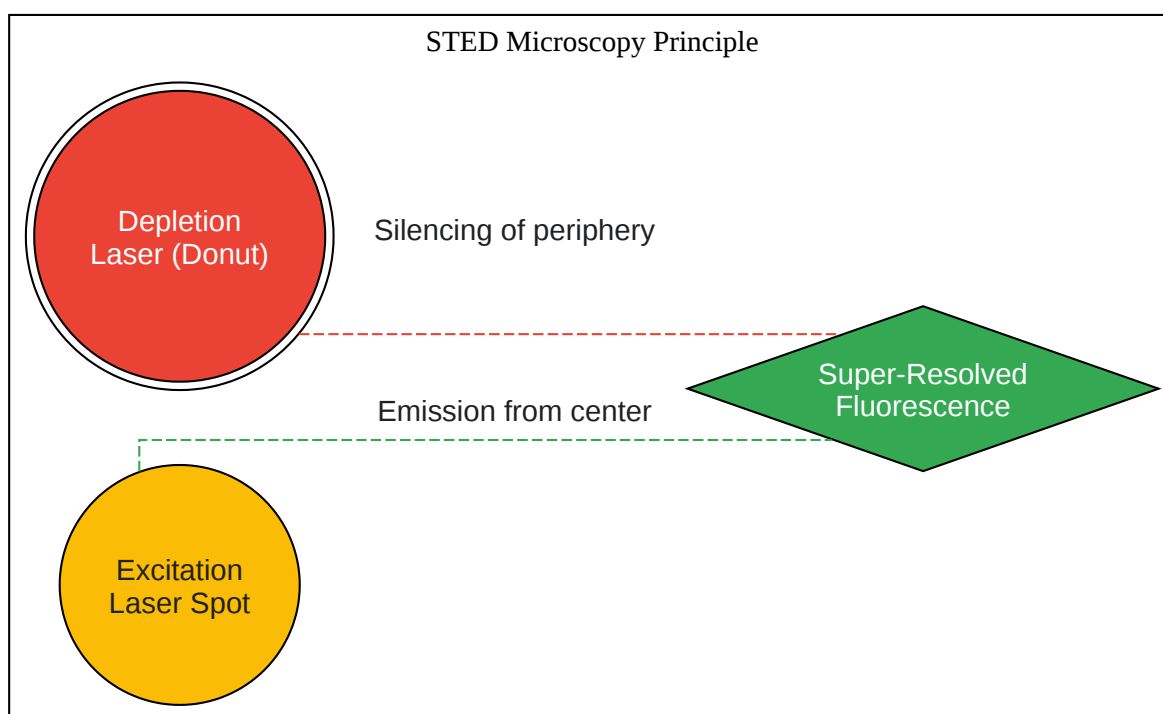 STED Microscopy Principle
Depletion
Laser (Donut)
Silencing of periphery
Super-Resolved
Fluorescence
Emission from center
Excitation
Laser Spot